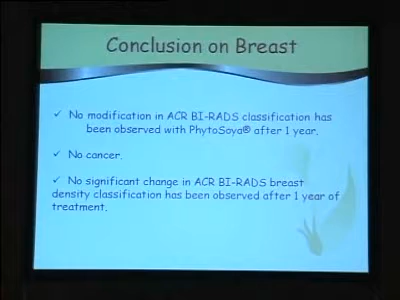 Conclusion on Breast
✓ No modification in ACR BI-RADS classification has
been observed with PhytoSoya® after 1 year.
✓ No cancer.
✓ No significant change in ACR BI-RADS breast
density classification has been observed after 1 year of
treatment.